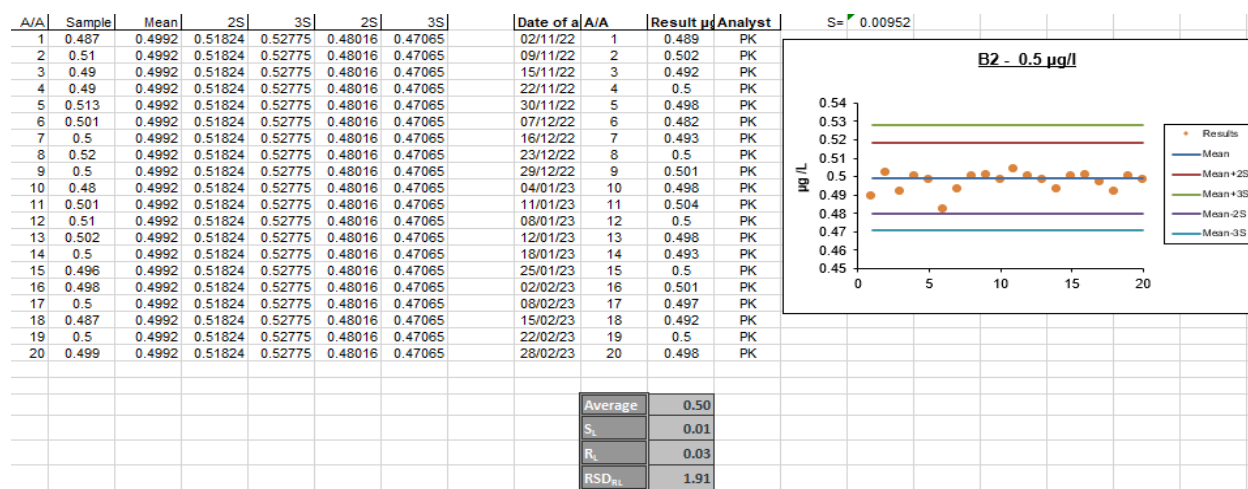 A/A Sample Mean 2S 3S 2S 3S Date of a A/A Result µg Analyst S= 0.00952
1 0.487 0.4992 0.51824 0.52775 0.48016 0.47065 02/11/22 1 0.489 PK
2 0.51 0.4992 0.51824 0.52775 0.48016 0.47065 09/11/22 2 0.502 PK
3 0.49 0.4992 0.51824 0.52775 0.48016 0.47065 15/11/22 3 0.492 PK
4 0.49 0.4992 0.51824 0.52775 0.48016 0.47065 22/11/22 4 0.5 PK
5 0.513 0.4992 0.51824 0.52775 0.48016 0.47065 30/11/22 5 0.498 PK
6 0.501 0.4992 0.51824 0.52775 0.48016 0.47065 07/12/22 6 0.482 PK
7 0.5 0.4992 0.51824 0.52775 0.48016 0.47065 16/12/22 7 0.493 PK
8 0.52 0.4992 0.51824 0.52775 0.48016 0.47065 23/12/22 8 0.5 PK
9 0.5 0.4992 0.51824 0.52775 0.48016 0.47065 29/12/22 9 0.501 PK
10 0.48 0.4992 0.51824 0.52775 0.48016 0.47065 04/01/23 10 0.498 PK
11 0.501 0.4992 0.51824 0.52775 0.48016 0.47065 11/01/23 11 0.504 PK
12 0.51 0.4992 0.51824 0.52775 0.48016 0.47065 08/01/23 12 0.5 PK
13 0.502 0.4992 0.51824 0.52775 0.48016 0.47065 12/01/23 13 0.498 PK
14 0.5 0.4992 0.51824 0.52775 0.48016 0.47065 18/01/23 14 0.493 PK
15 0.496 0.4992 0.51824 0.52775 0.48016 0.47065 25/01/23 15 0.5 PK
16 0.498 0.4992 0.51824 0.52775 0.48016 0.47065 02/02/23 16 0.501 PK
17 0.5 0.4992 0.51824 0.52775 0.48016 0.47065 08/02/23 17 0.497 PK
18 0.487 0.4992 0.51824 0.52775 0.48016 0.47065 15/02/23 18 0.492 PK
19 0.5 0.4992 0.51824 0.52775 0.48016 0.47065 22/02/23 19 0.5 PK
20 0.499 0.4992 0.51824 0.52775 0.48016 0.47065 28/02/23 20 0.498 PK
B2 - 0.5 µg/l
µg /L
0.54
0.53
0.52
0.51
0.5
0.49
0.48
0.47
0.46
0.45
0 5 10 15 20
Results
Mean
Mean+2S
Mean+3S
Mean-2S
Mean-3S
Average 0.50
SL 0.01
RL 0.03
RSDRL 1.91